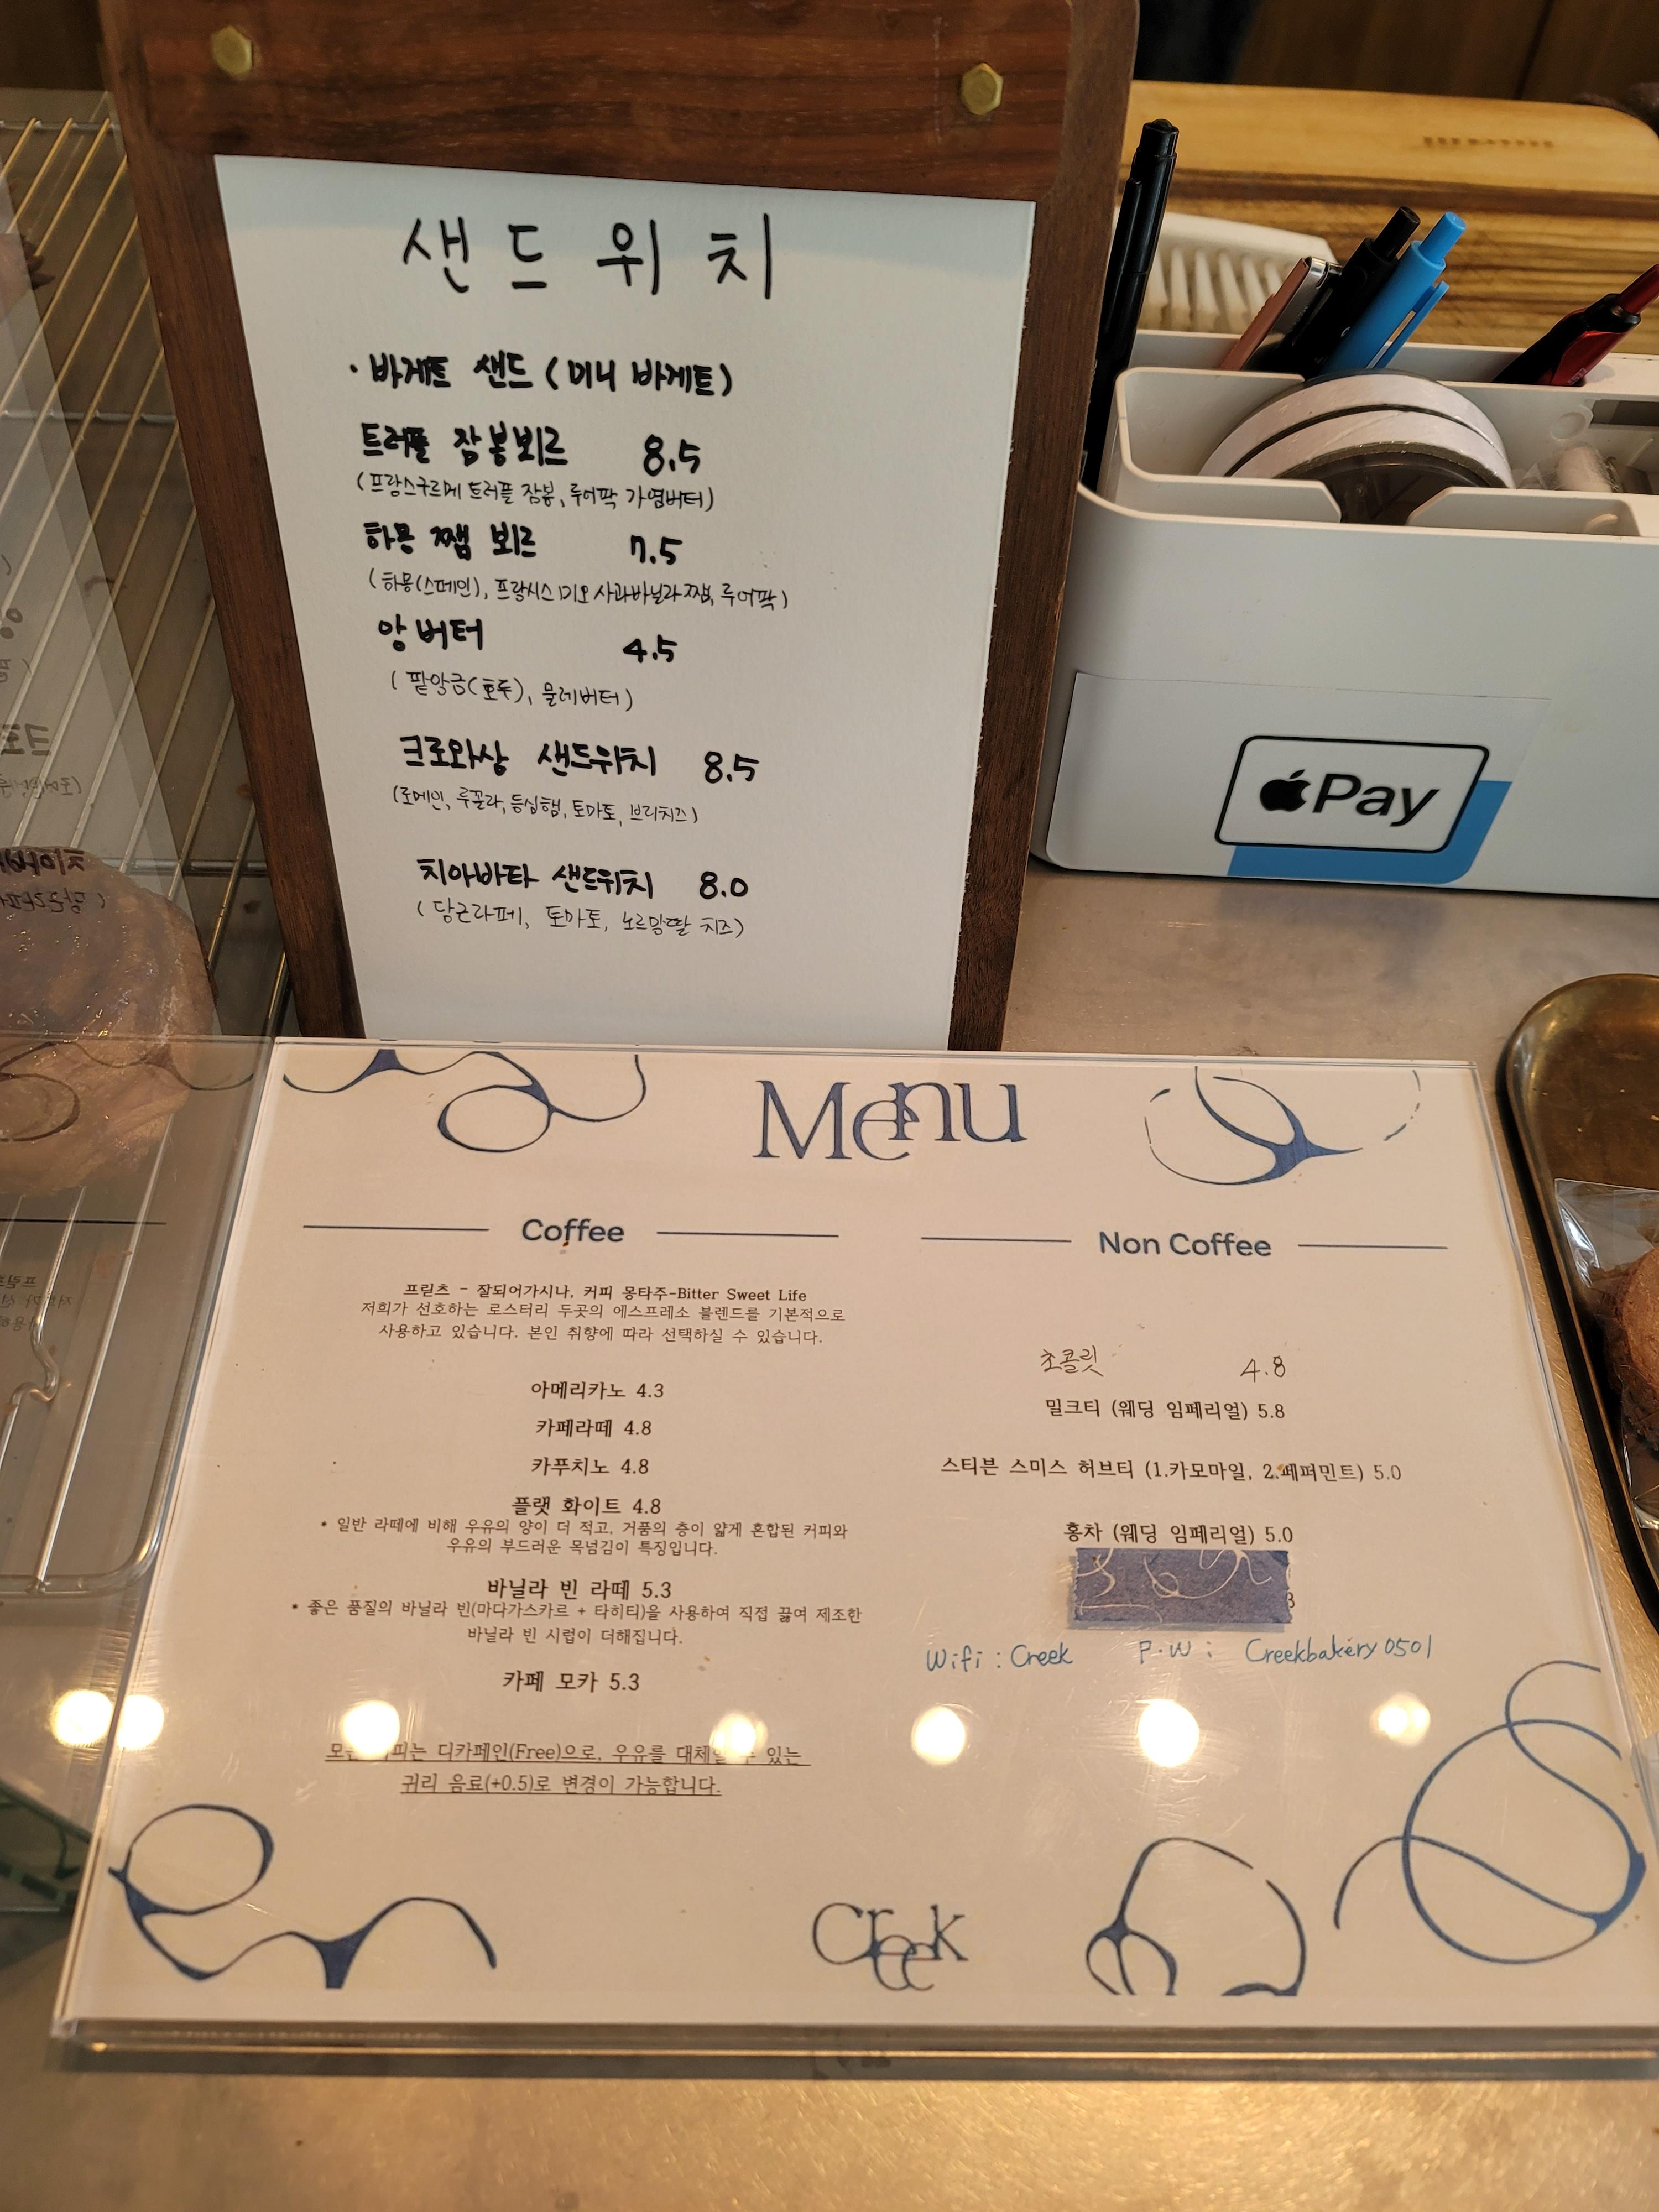 샌드위치
· 바게트 샌드 (미니 바게트)
트러플 잠봉뵈르 8.5
(프랑스구르메 트러플 잠봉, 루어팍 가염버터)
하몽 쨈 뵈르 7.5
(하몽(스페인), 프랑시스미오 사과바닐라쨈, 루어팍)
앙버터 4.5
(팥앙금(호두), 물레버터)
크로와상 샌드위치 8.5
(로메인, 루꼴라, 등심햄, 토마토, 브리치즈)
치아바타 샌드위치 8.0
(당근라페, 토마토, 노르망딸 치즈)
Pay
Menu
Coffee
프릳츠 - 잘되어가시나, 커피 몽타주-Bitter Sweet Life
저희가 선호하는 로스터리 두곳의 에스프레소 블렌드를 기본적으로
사용하고 있습니다. 본인 취향에 따라 선택하실 수 있습니다.
아메리카노 4.3
카페라떼 4.8
카푸치노 4.8
플랫 화이트 4.8
* 일반 라떼에 비해 우유의 양이 더 적고, 거품의 층이 얇게 혼합된 커피와
우유의 부드러운 목넘김이 특징입니다.
바닐라 빈 라떼 5.3
* 좋은 품질의 바닐라 빈(마다가스카르 + 타히티)을 사용하여 직접 끓여 제조한
바닐라 빈 시럽이 더해집니다.
카페 모카 5.3
디카페인(Free)으로, 우유를 있는
귀리 음료(+0.5)로 변경이 가능합니다.
Non Coffee
초콜릿 4.8
밀크티 (웨딩 임페리얼) 5.8
스티븐 스미스 허브티 (1.카모마일, 2.페퍼민트) 5.0
홍차 (웨딩 임페리얼) 5.0
Wifi : Creek P.W : Creekbakery0501
Creek